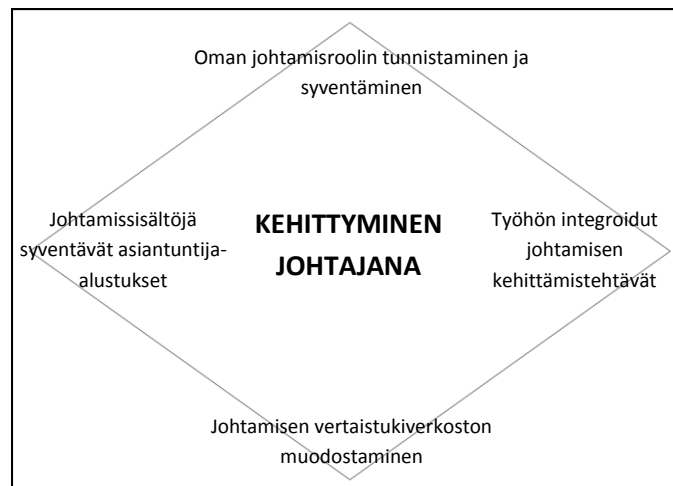 Oman johtamisroolin tunnistaminen ja
syventäminen
Johtamissisältöjä
syventävät asiantuntija-
alustukset
KEHITTYMINEN
JOHTAJANA
Työhön integroidut
johtamisen
kehittämistehtävät
Johtamisen vertaistukiverkoston
muodostaminen